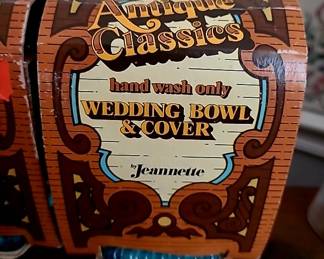 Antique
Classics
hand wash only
WEDDING BOWL
& COVER
by Jeannette